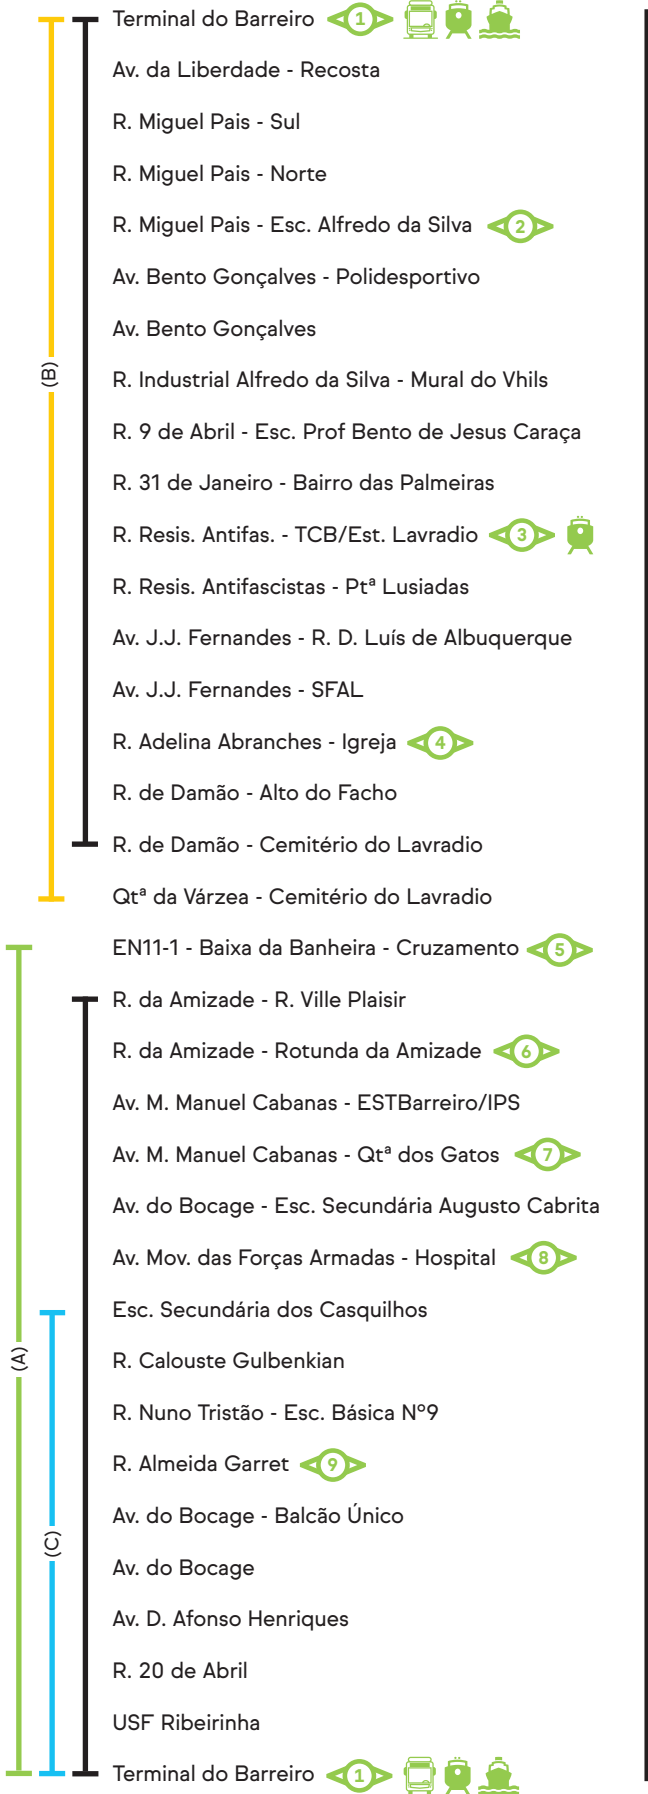 Terminal do Barreiro 1
Av. da Liberdade - Recosta
R. Miguel Pais - Sul
R. Miguel Pais - Norte
R. Miguel Pais - Esc. Alfredo da Silva 2
Av. Bento Gonçalves - Polidesportivo
Av. Bento Gonçalves
(B)
R. Industrial Alfredo da Silva - Mural do Vhils
R. 9 de Abril - Esc. Prof Bento de Jesus Caraça
R. 31 de Janeiro - Bairro das Palmeiras
R. Resis. Antifas. - TCB/Est. Lavradio 3
R. Resis. Antifascistas - Ptª Lusiadas
Av. J.J. Fernandes - R. D. Luís de Albuquerque
Av. J.J. Fernandes - SFAL
R. Adelina Abranches - Igreja 4
R. de Damão - Alto do Facho
R. de Damão - Cemitério do Lavradio
Qtª da Várzea - Cemitério do Lavradio
EN11-1 - Baixa da Banheira - Cruzamento 5
R. da Amizade - R. Ville Plaisir
R. da Amizade - Rotunda da Amizade 6
Av. M. Manuel Cabanas - ESTBarreiro/IPS
Av. M. Manuel Cabanas - Qtª dos Gatos 7
Av. do Bocage - Esc. Secundária Augusto Cabrita
Av. Mov. das Forças Armadas - Hospital 8
Esc. Secundária dos Casquilhos
(A)
R. Calouste Gulbenkian
R. Nuno Tristão - Esc. Básica Nº9
R. Almeida Garret 9
Av. do Bocage - Balcão Único
(C)
Av. do Bocage
Av. D. Afonso Henriques
R. 20 de Abril
USF Ribeirinha
Terminal do Barreiro 1